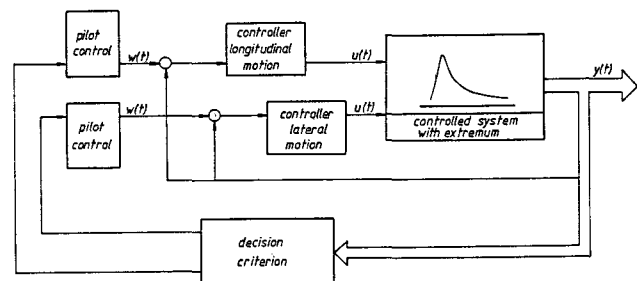 pilot
control
w(t)
controller
longitudinal
motion
u(t)
y(t)
pilot
control
w(t)
controller
lateral
motion
u(t)
controlled system
with extremum
decision
criterion